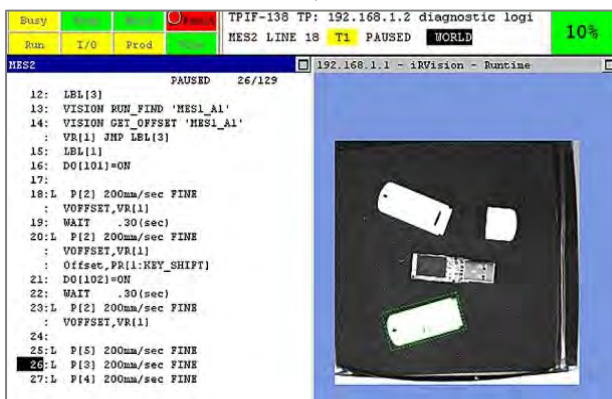 Busy
TPIF-138 TP: 192.168.1.2 diagnostic logi
MES2 LINE 18 T1 PAUSED WORLD
10%
Run I/O Prod
MES2
192.168.1.1 - iRVision - Runtime
PAUSED 26/129
12: LBL[3]
13: VISION RUN_FIND 'MES1_A1'
14: VISION GET_OFFSET 'MES1_A1'
: VR[1] JMP LBL[3]
15: LBL[1]
16: DO[101]=ON
17:
18:L P[2] 200mm/sec FINE
: VOFFSET,VR[1]
19: WAIT .30(sec)
20:L P[2] 200mm/sec FINE
: VOFFSET,VR[1]
: Offset,PR[1:KEY_SHIFT]
21: DO[102]=ON
22: WAIT .30(sec)
23:L P[2] 200mm/sec FINE
: VOFFSET,VR[1]
24:
25:L P[5] 200mm/sec FINE
26:L P[3] 200mm/sec FINE
27:L P[4] 200mm/sec FINE